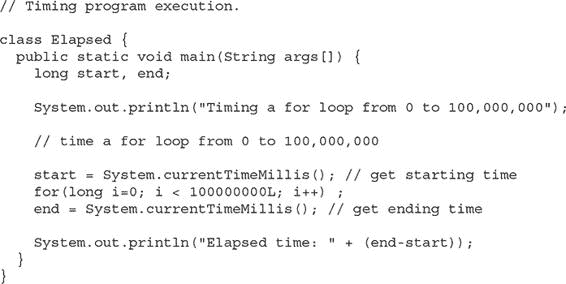 // Timing program execution.

class Elapsed {
  public static void main(String args[]) {
    long start, end;

    System.out.println("Timing a for loop from 0 to 100,000,000");

    // time a for loop from 0 to 100,000,000

    start = System.currentTimeMillis(); // get starting time
    for(long i=0; i < 100000000L; i++) ;
    end = System.currentTimeMillis(); // get ending time

    System.out.println("Elapsed time: " + (end-start));
  }
}